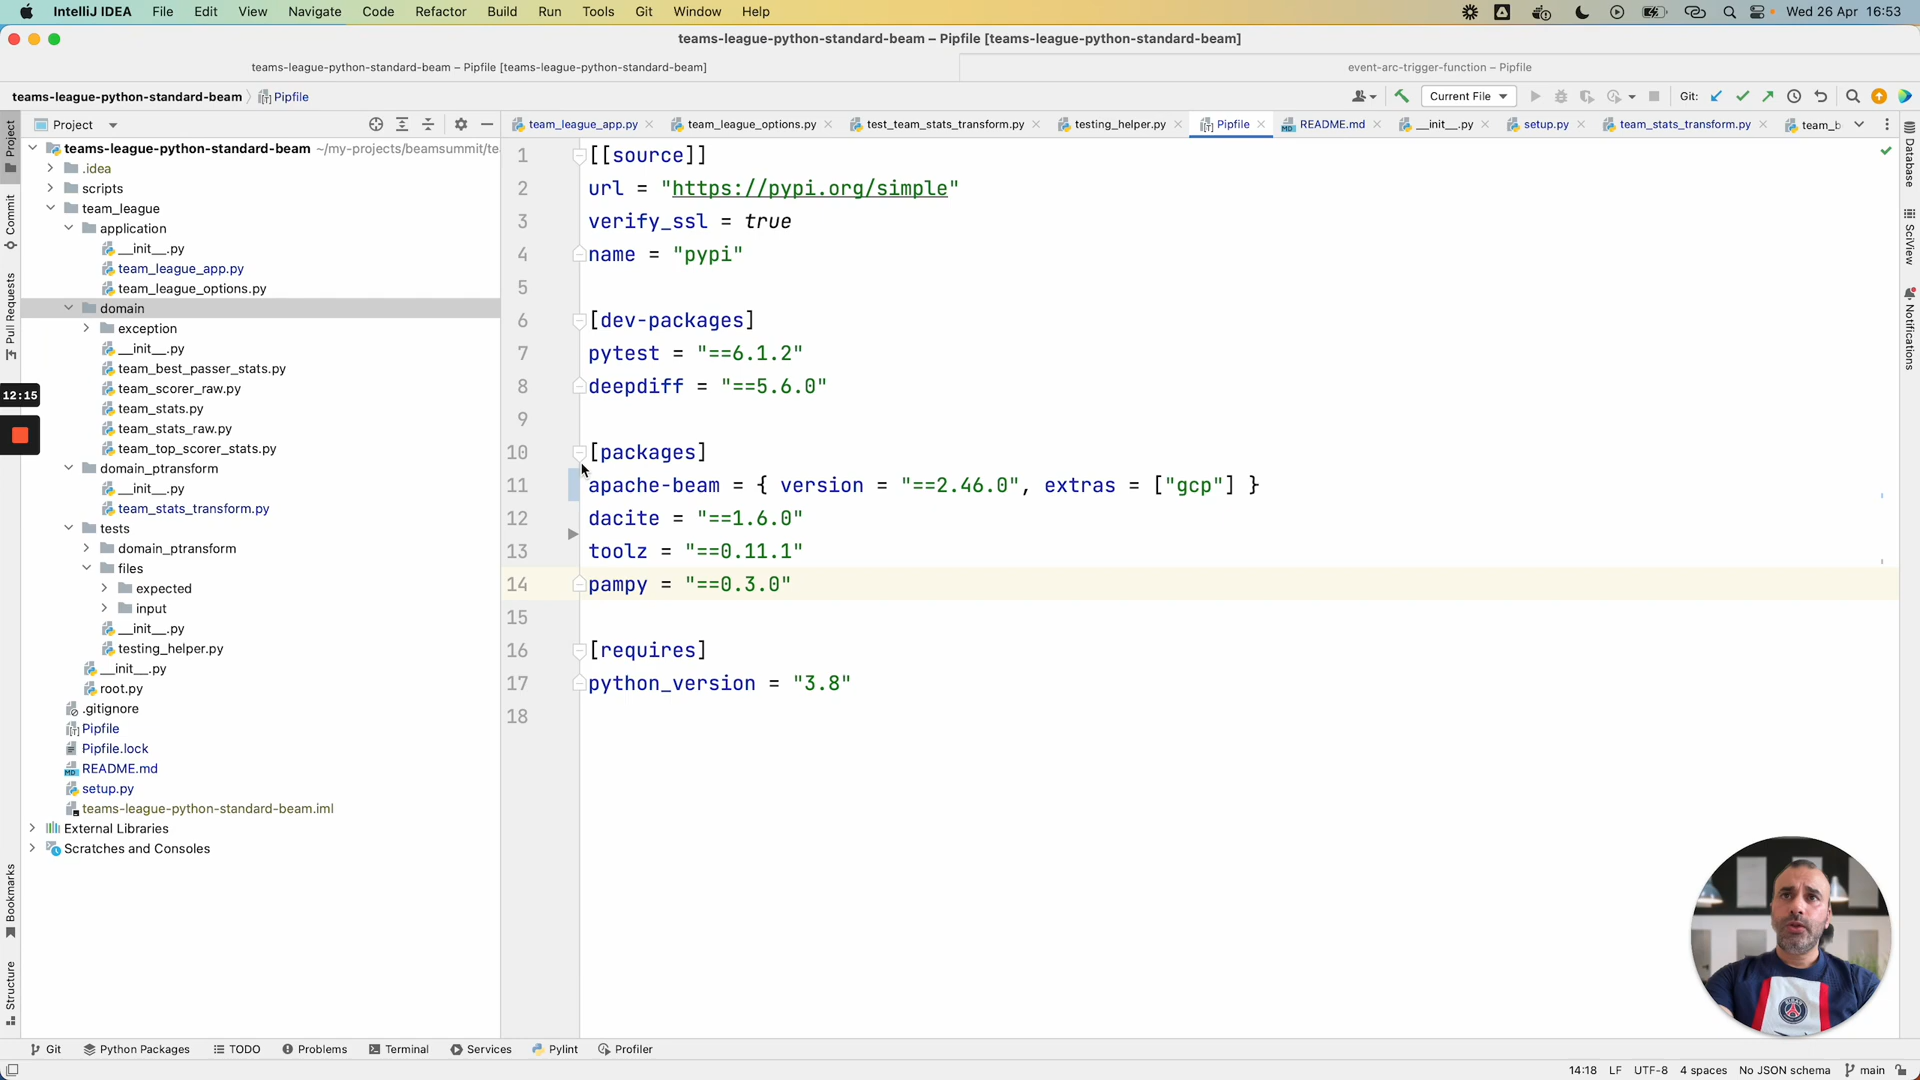 IntelliJ IDEA File Edit View Navigate Code Refactor Build Run Tools Git Window Help Wed 26 Apr 16:53
teams-league-python-standard-beam – Pipfile [teams-league-python-standard-beam]
teams-league-python-standard-beam – Pipfile [teams-league-python-standard-beam] event-arc-trigger-function – Pipfile
teams-league-python-standard-beam Pipfile Current File Git:
Project team_league_app.py team_league_options.py test_team_stats_transform.py testing_helper.py Pipfile README.md __init__.py setup.py team_stats_transform.py team_b
Project
Commit
Pull Requests
12:15
Bookmarks
Structure
teams-league-python-standard-beam ~/my-projects/beamsummit/te
.idea
scripts
team_league
application
__init__.py
team_league_app.py
team_league_options.py
domain
exception
__init__.py
team_best_passer_stats.py
team_scorer_raw.py
team_stats.py
team_stats_raw.py
team_top_scorer_stats.py
domain_ptransform
__init__.py
team_stats_transform.py
tests
domain_ptransform
files
expected
input
__init__.py
testing_helper.py
__init__.py
root.py
.gitignore
Pipfile
Pipfile.lock
README.md
setup.py
teams-league-python-standard-beam.iml
External Libraries
Scratches and Consoles
1 [[source]]
2 url = "https://pypi.org/simple"
3 verify_ssl = true
4 name = "pypi"
5
6 [dev-packages]
7 pytest = "==6.1.2"
8 deepdiff = "==5.6.0"
9
10 [packages]
11 apache-beam = { version = "==2.46.0", extras = ["gcp"] }
12 dacite = "==1.6.0"
13 toolz = "==0.11.1"
14 pampy = "==0.3.0"
15
16 [requires]
17 python_version = "3.8"
18
Database
SciView
Notifications
Git Python Packages TODO Problems Terminal Services Pylint Profiler
14:18 LF UTF-8 4 spaces No JSON schema main